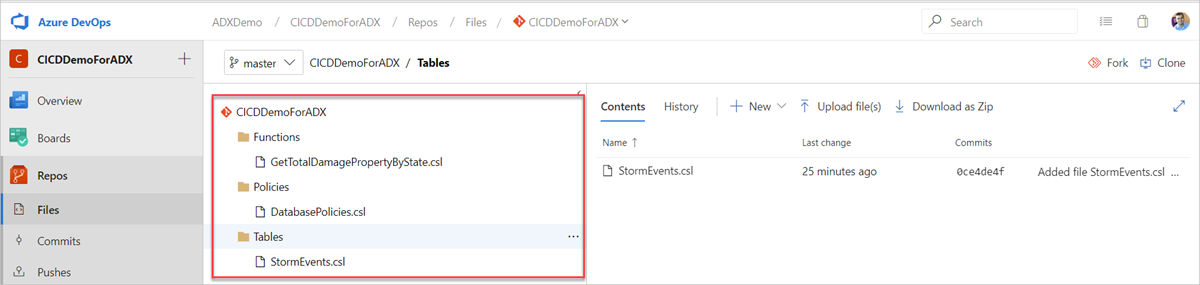 Azure DevOps
ADXDemo / CICDDemoForADX / Repos / Files / CICDDemoForADX
Search
C CICDDemoForADX
Overview
Boards
Repos
Files
Commits
Pushes
master
CICDDemoForADX / Tables
Fork
Clone
CICDDemoForADX
Functions
GetTotalDamagePropertyByState.csl
Policies
DatabasePolicies.csl
Tables
StormEvents.csl
Contents History New Upload file(s) Download as Zip
Name Last change Commits
StormEvents.csl 25 minutes ago 0ce4de4f Added file StormEvents.csl ...